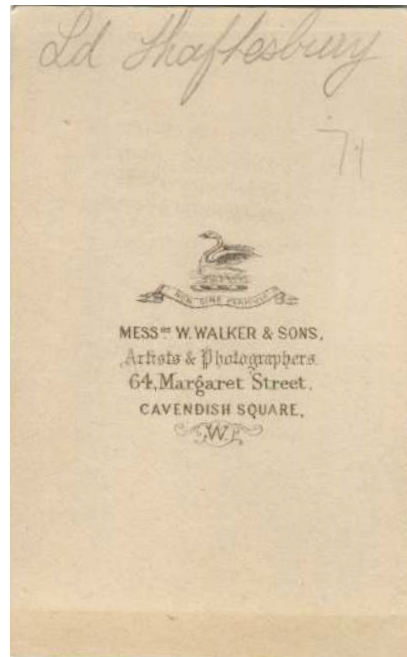 Ld Shaftesbury
71
NON SINE PERICULO
MESSRS. W. WALKER & SONS,
Artists & Photographers.
64, Margaret Street,
CAVENDISH SQUARE,
W.